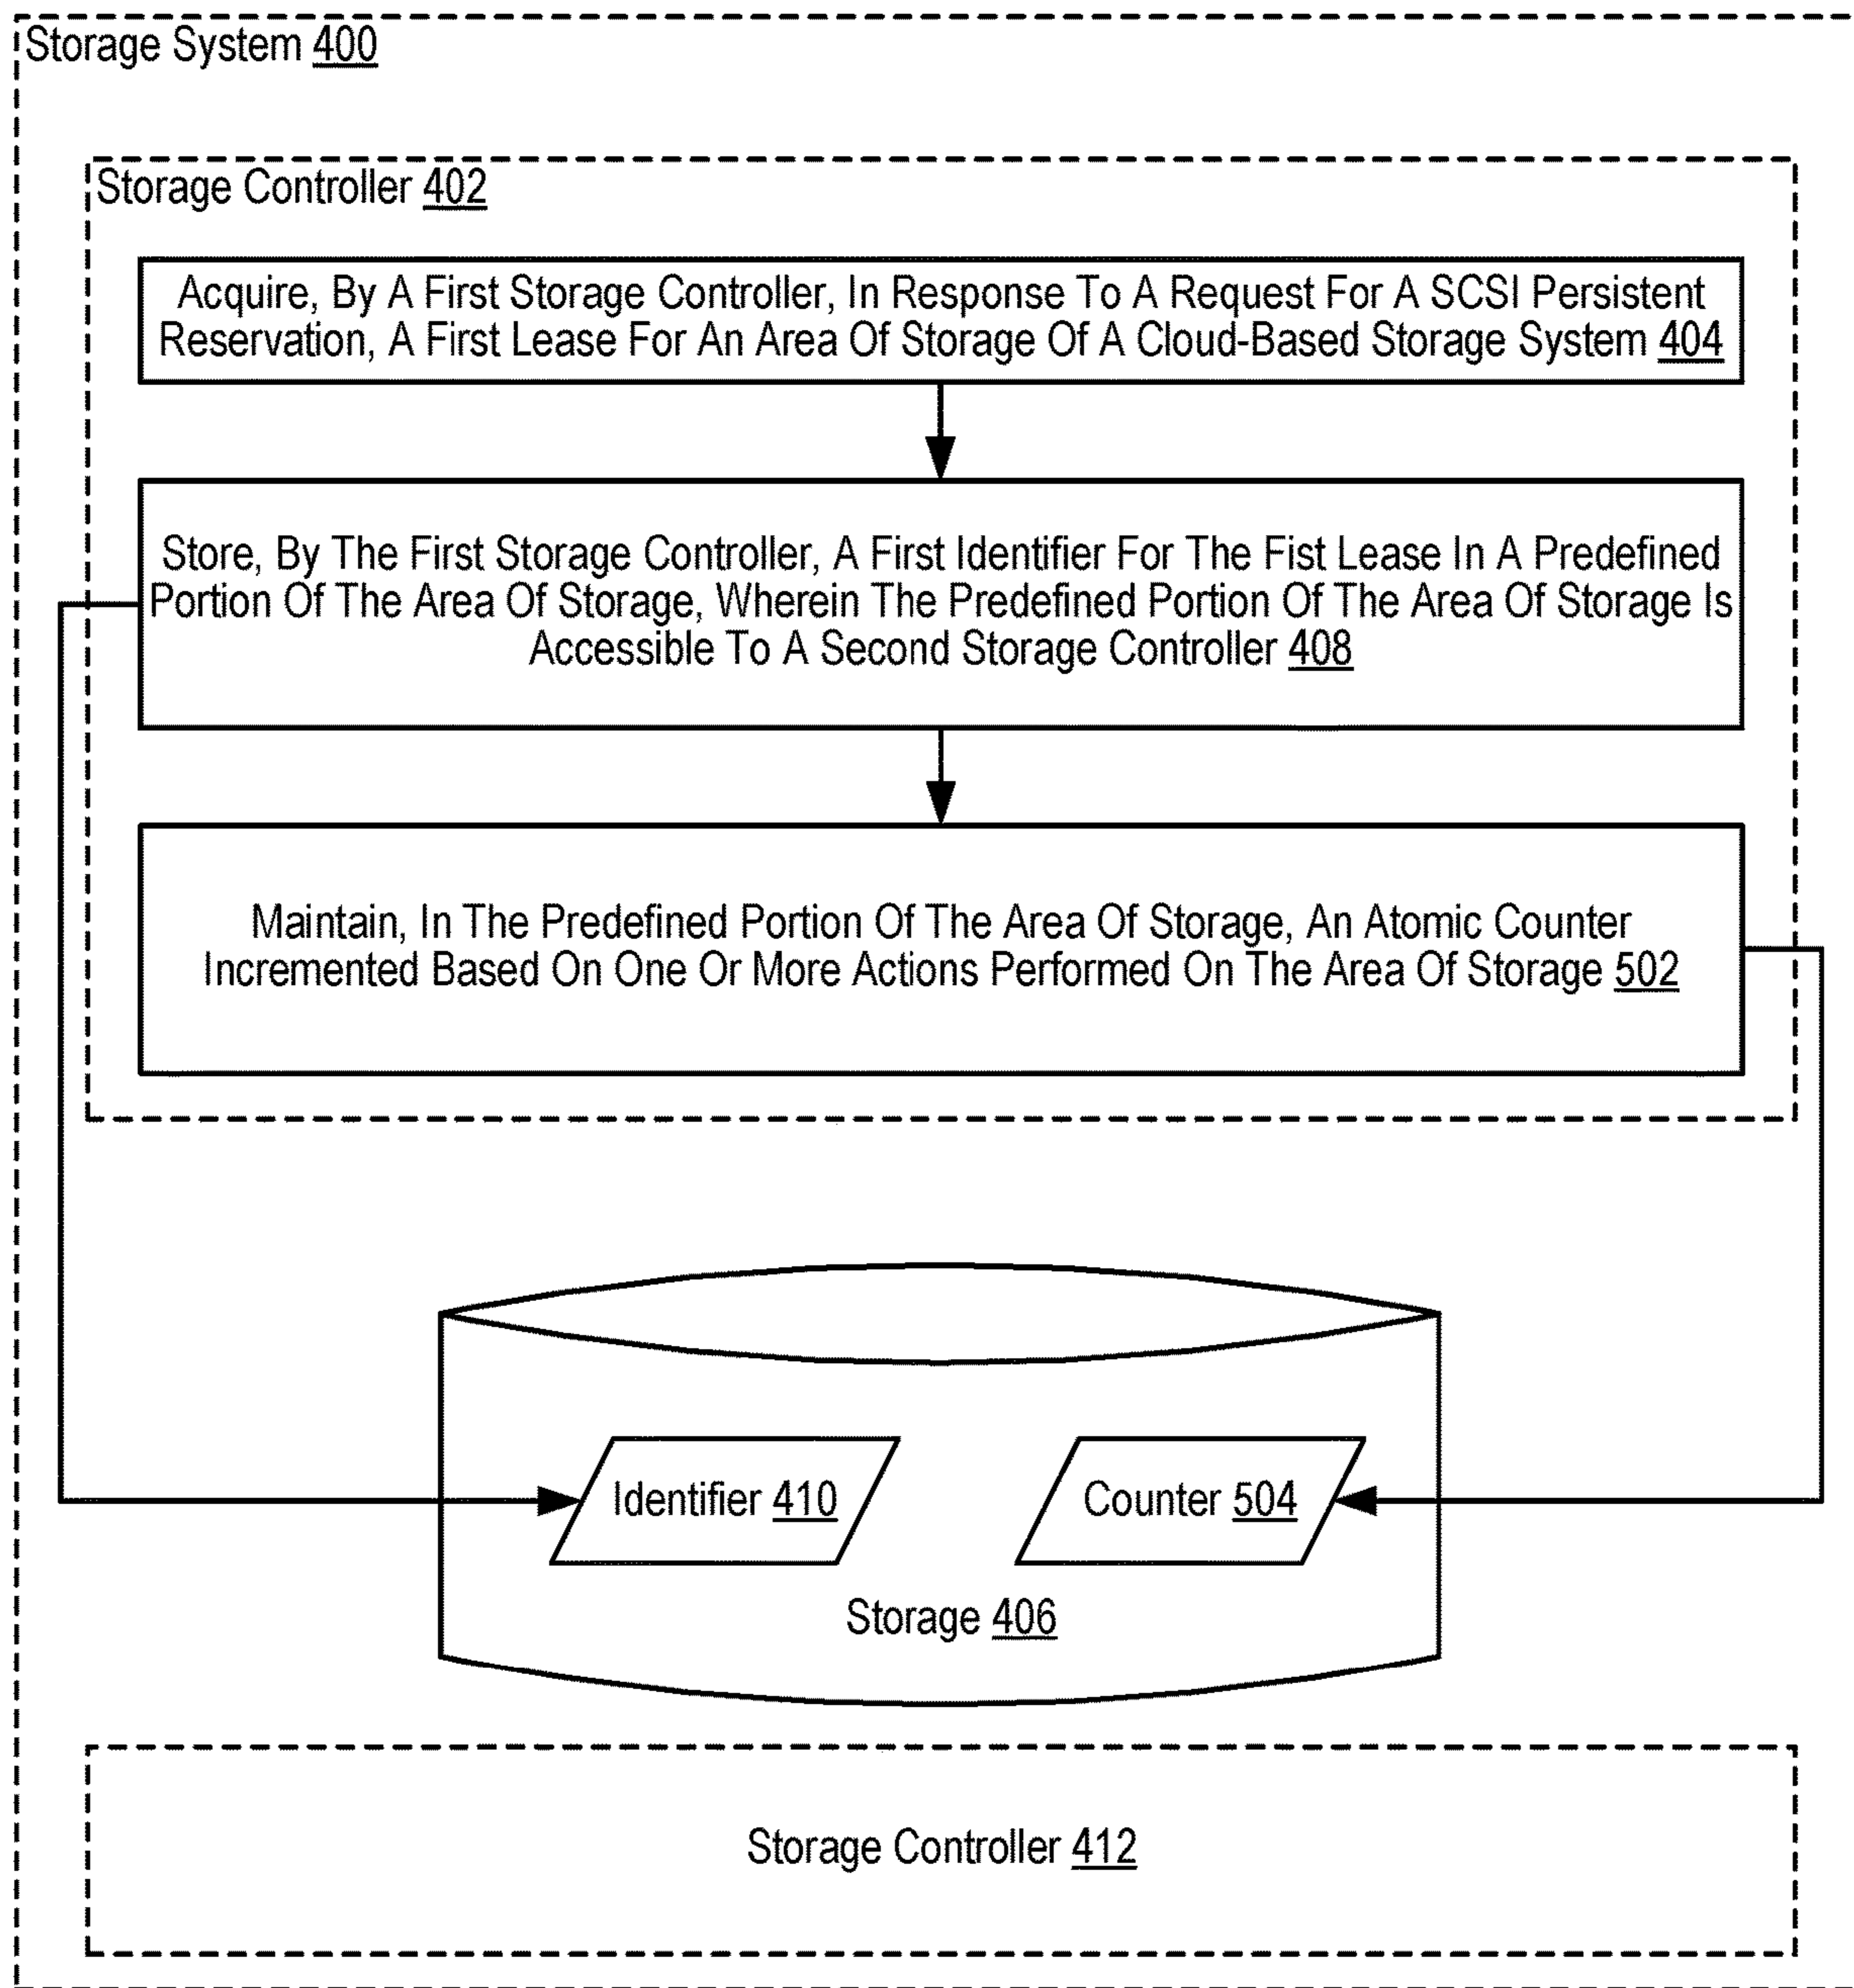 Storage System 400
Storage Controller 402
Acquire, By A First Storage Controller, In Response To A Request For A SCSI Persistent
Reservation, A First Lease For An Area Of Storage Of A Cloud-Based Storage System 404
Store, By The First Storage Controller, A First Identifier For The Fist Lease In A Predefined
Portion Of The Area Of Storage, Wherein The Predefined Portion Of The Area Of Storage Is
Accessible To A Second Storage Controller 408
Maintain, In The Predefined Portion Of The Area Of Storage, An Atomic Counter
Incremented Based On One Or More Actions Performed On The Area Of Storage 502
Identifier 410
Counter 504
Storage 406
Storage Controller 412